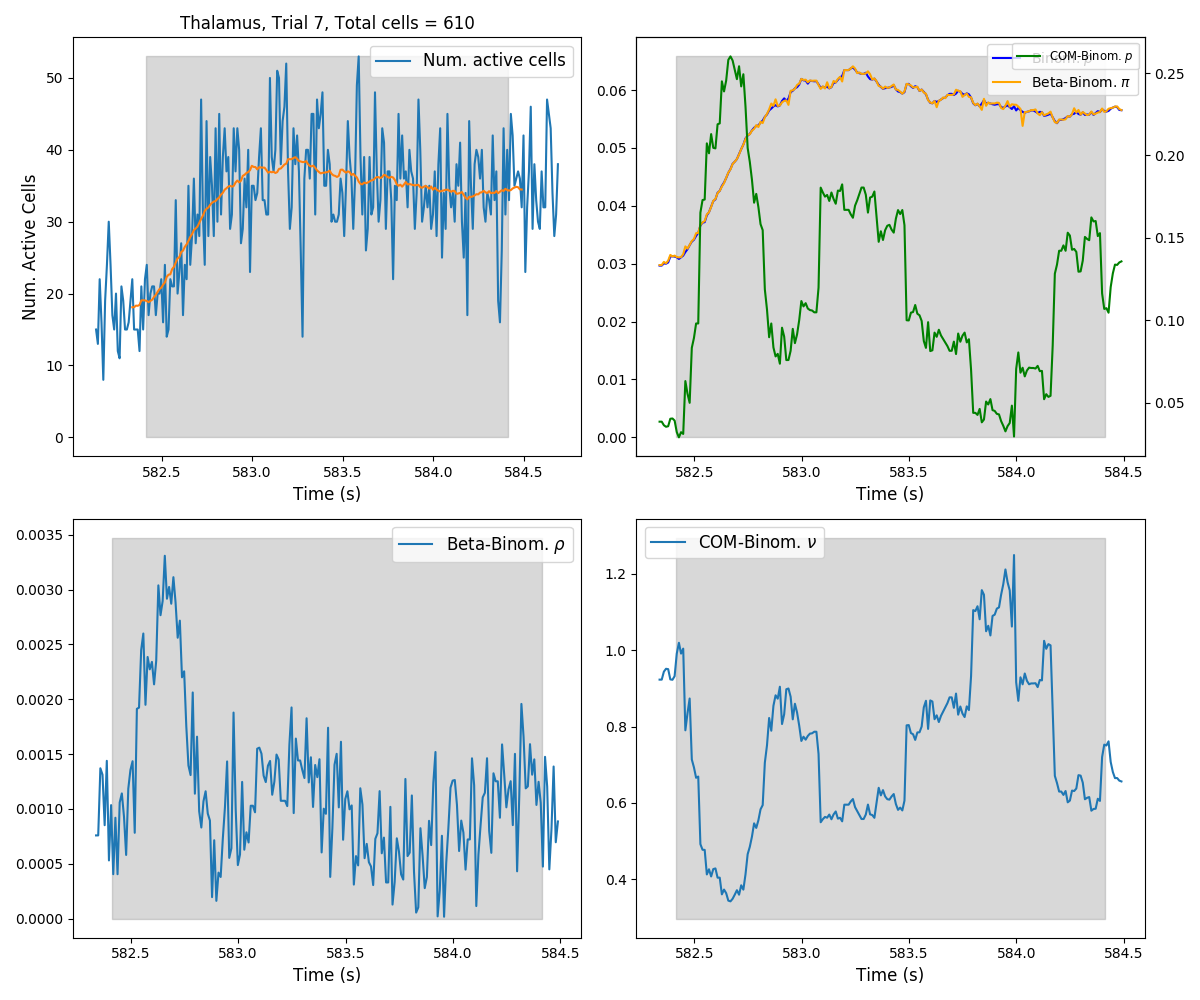 Thalamus, Trial 7, Total cells = 610
Num. active cells
Num. Active Cells
50
40
30
20
10
0
582.5 583.0 583.5 584.0 584.5
Time (s)
COM-Binom. p
Beta-Binom. π
0.06
0.05
0.04
0.03
0.02
0.01
0.00
0.25
0.20
0.15
0.10
0.05
582.5 583.0 583.5 584.0 584.5
Time (s)
Beta-Binom. ρ
0.0035
0.0030
0.0025
0.0020
0.0015
0.0010
0.0005
0.0000
582.5 583.0 583.5 584.0 584.5
Time (s)
COM-Binom. ν
1.2
1.0
0.8
0.6
0.4
582.5 583.0 583.5 584.0 584.5
Time (s)